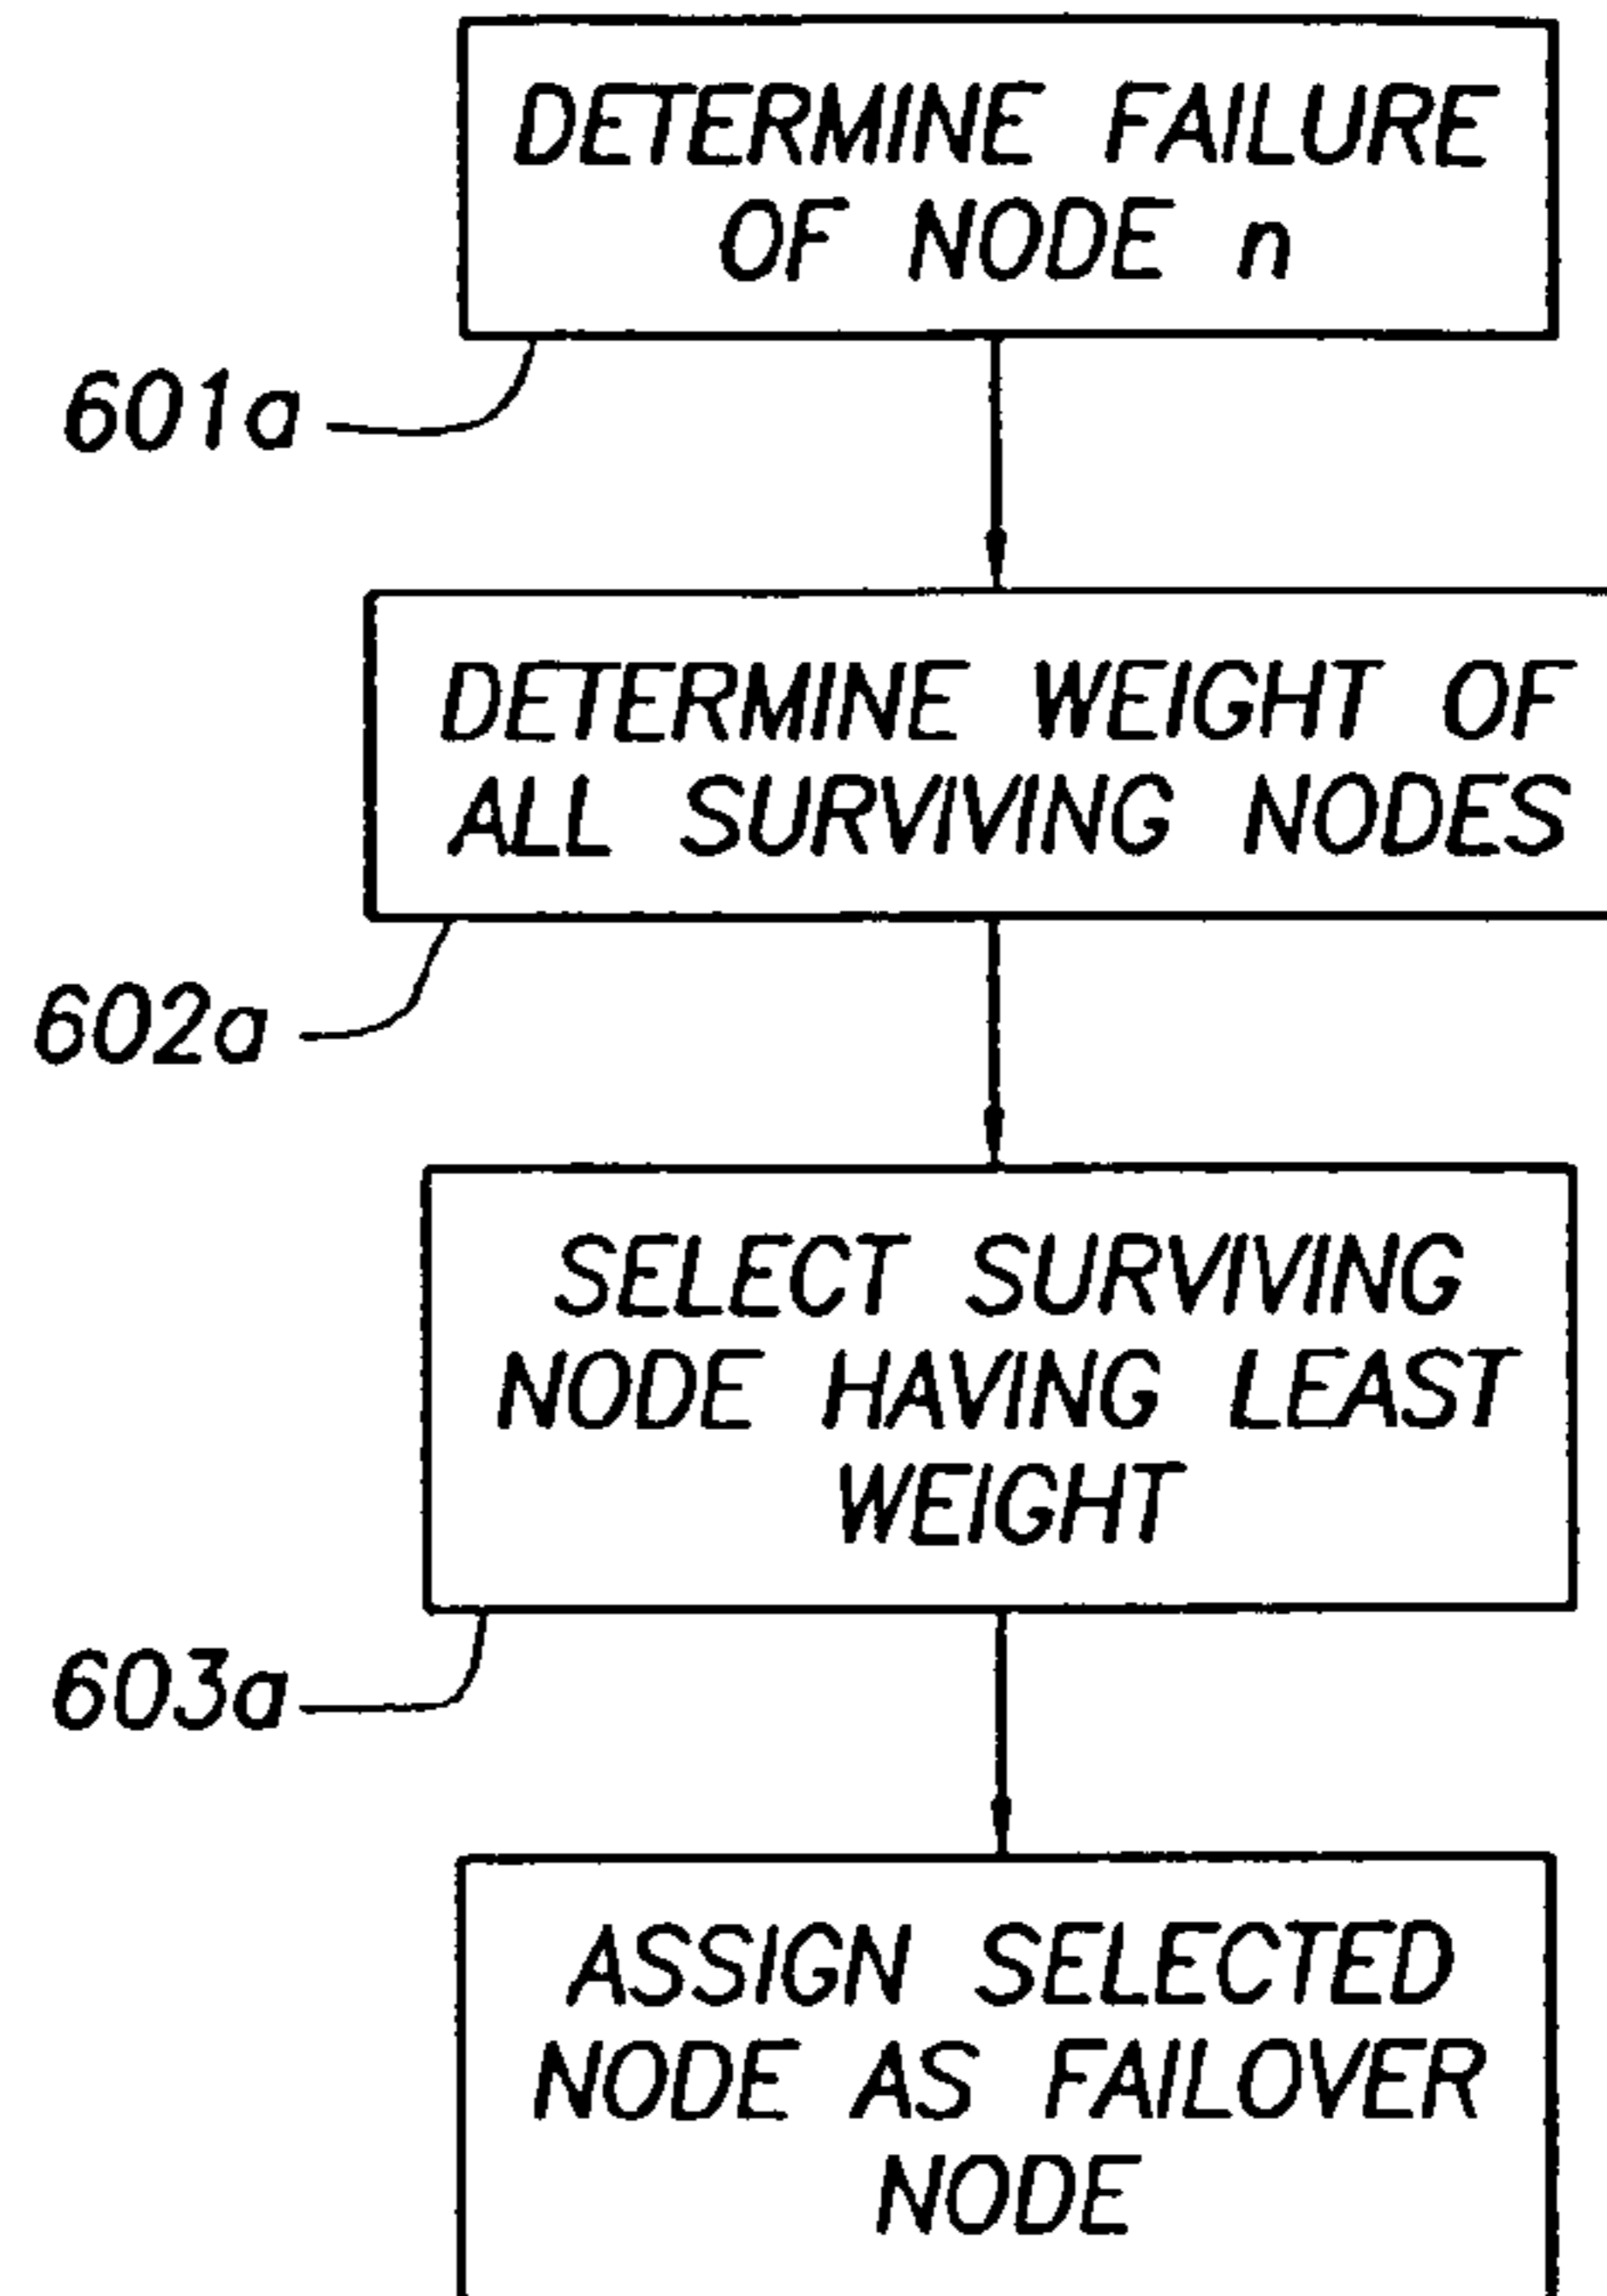 DETERMINE FAILURE
OF NODE n
601a
DETERMINE WEIGHT OF
ALL SURVIVING NODES
602a
SELECT SURVIVING
NODE HAVING LEAST
WEIGHT
603a
ASSIGN SELECTED
NODE AS FAILOVER
NODE